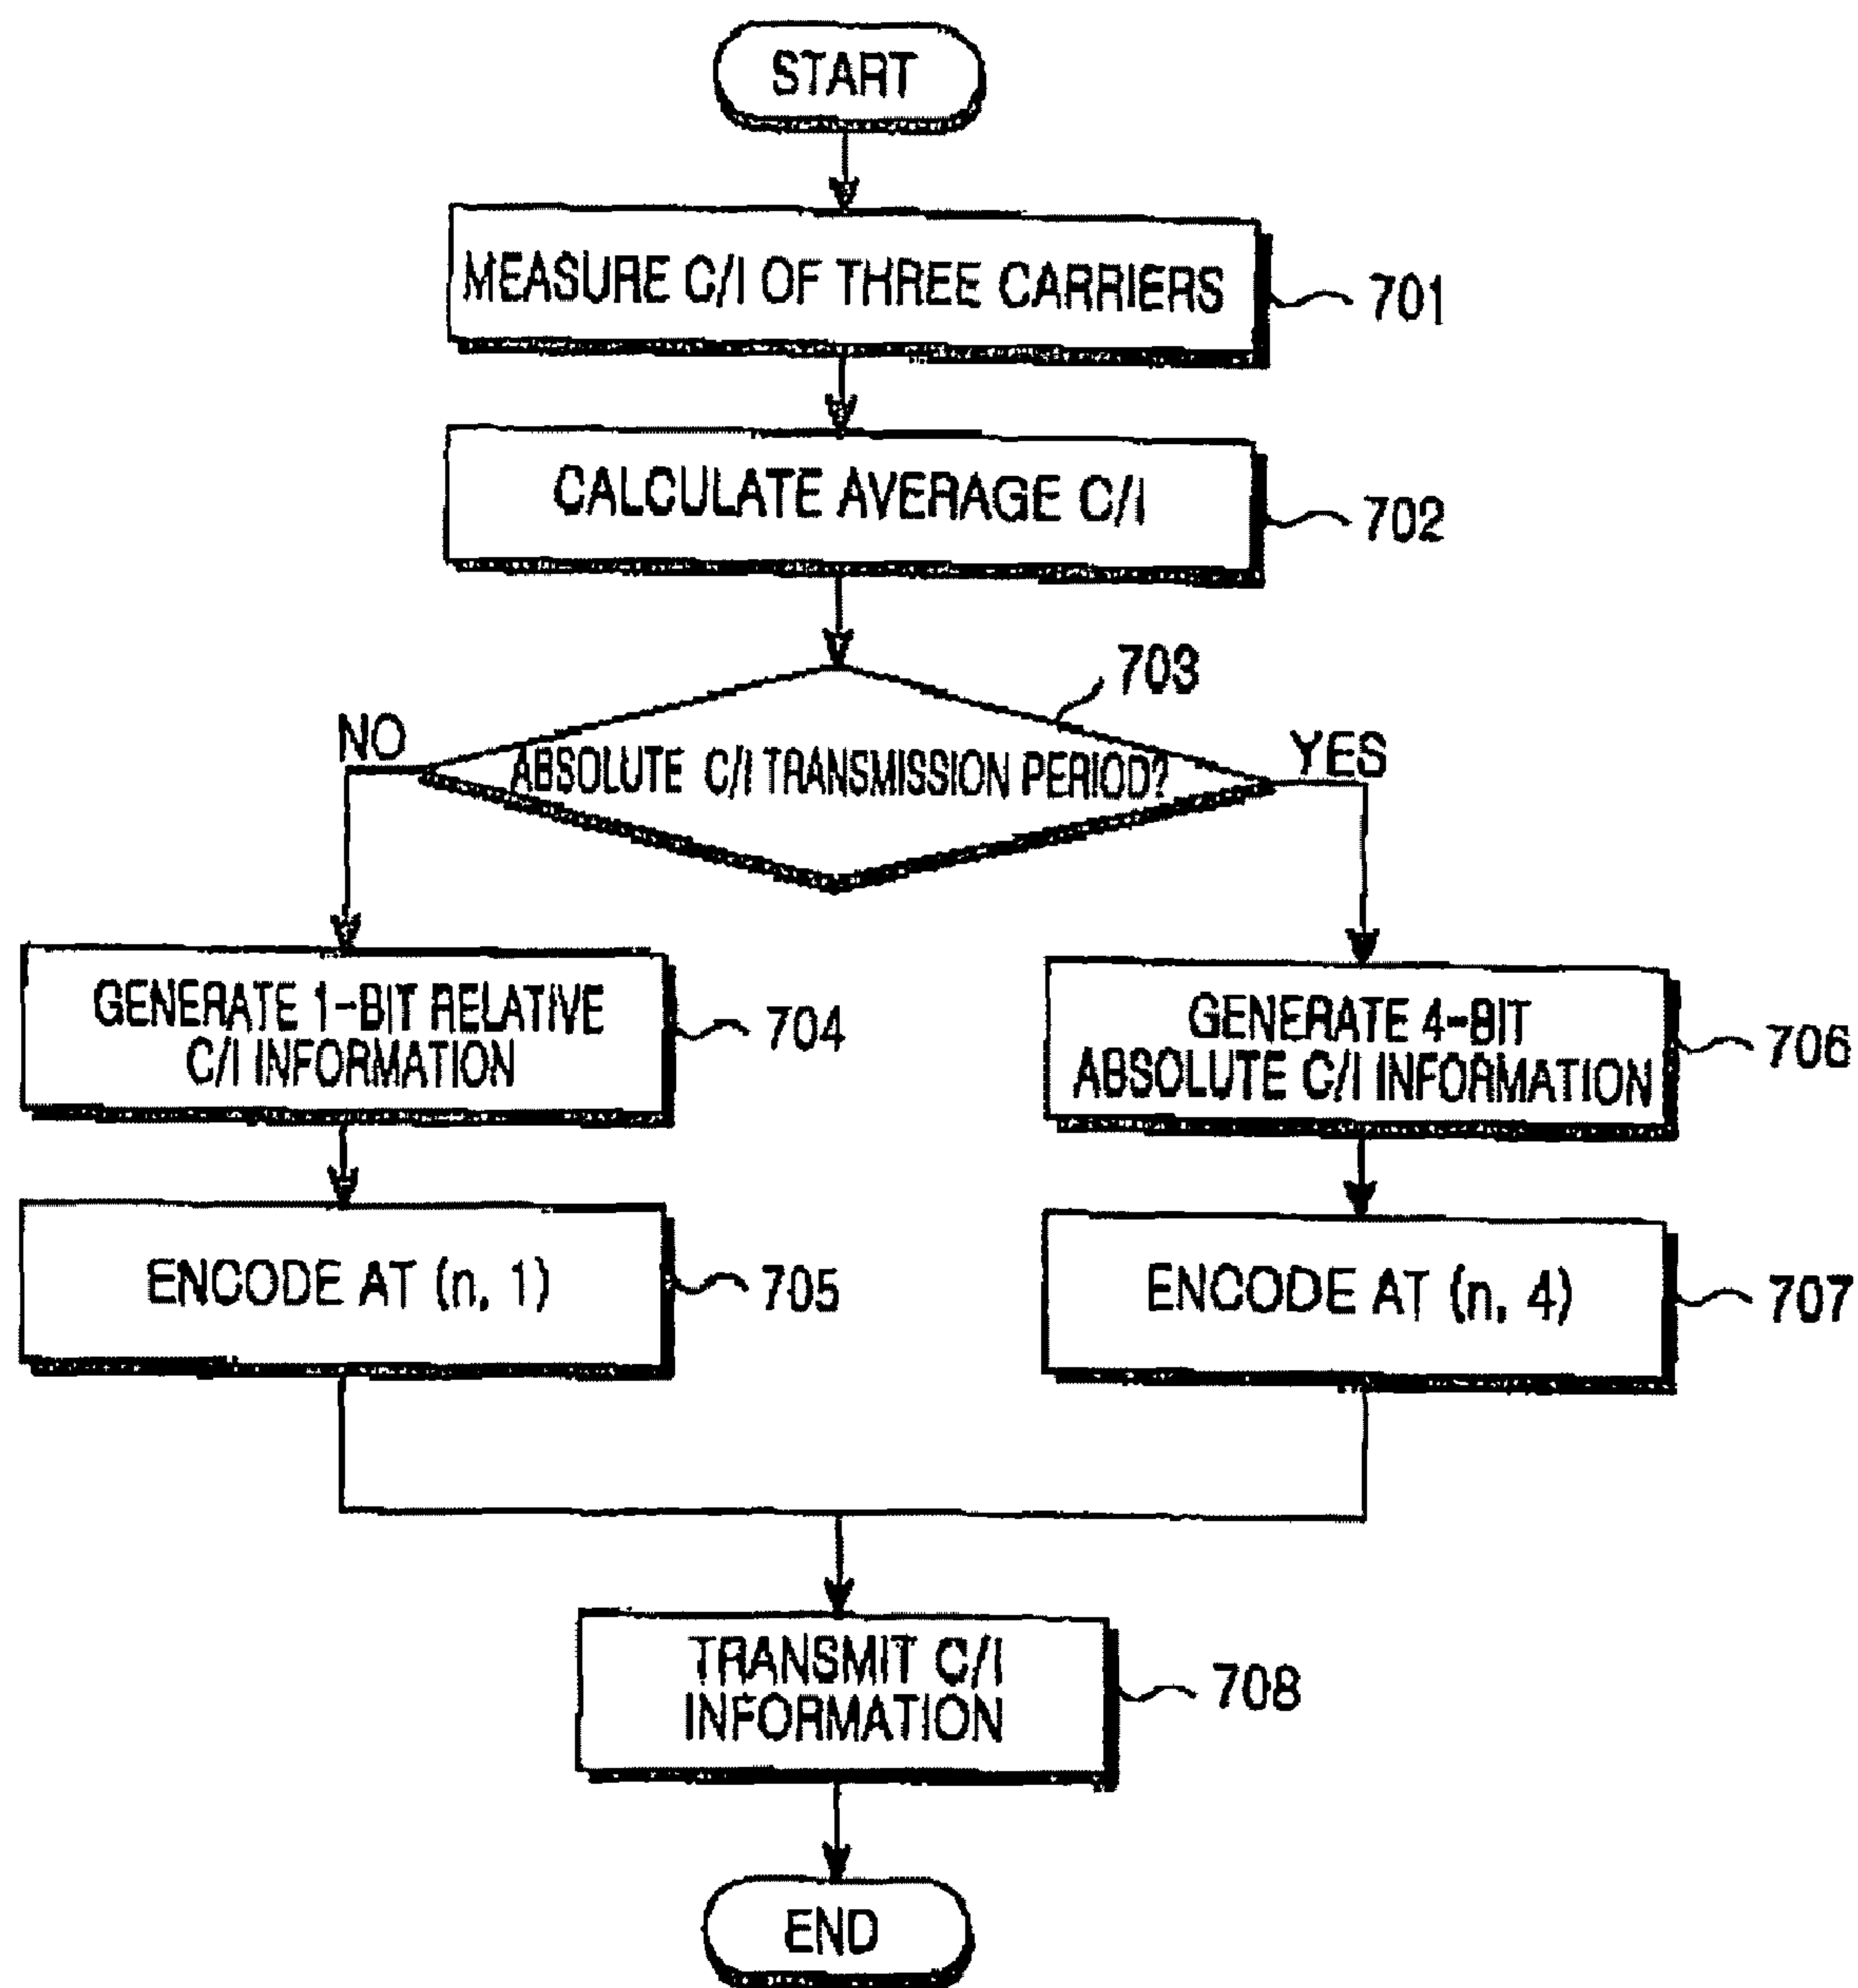 START
MEASURE C/I OF THREE CARRIERS
701
CALCULATE AVERAGE C/I
702
703
NO
ABSOLUTE C/I TRANSMISSION PERIOD?
YES
GENERATE 1-BIT RELATIVE
C/I INFORMATION
704
GENERATE 4-BIT
ABSOLUTE C/I INFORMATION
706
ENCODE AT (n, 1)
705
ENCODE AT (n, 4)
707
TRANSMIT C/I
INFORMATION
708
END